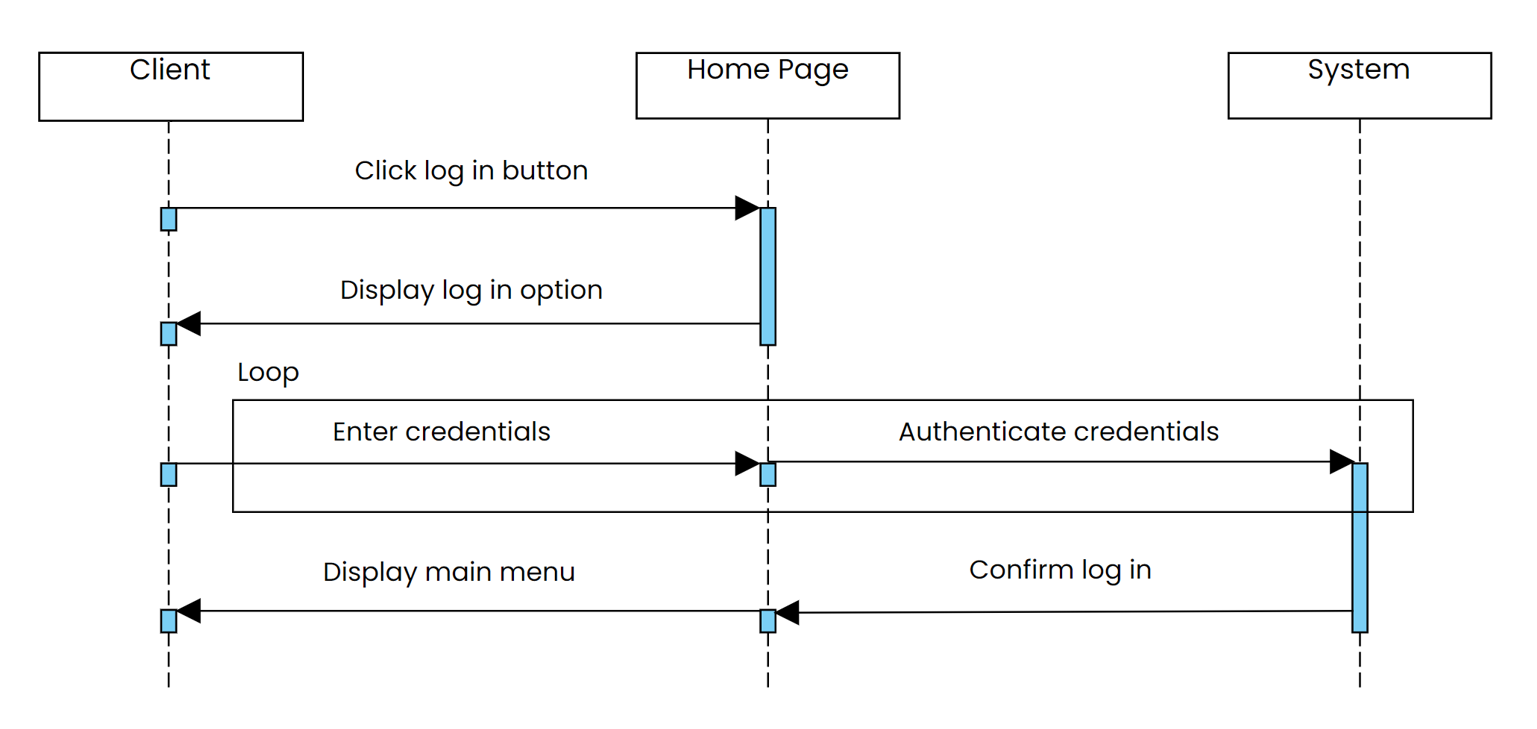 Client
Home Page
System
Click log in button
Display log in option
Loop
Enter credentials
Authenticate credentials
Display main menu
Confirm log in